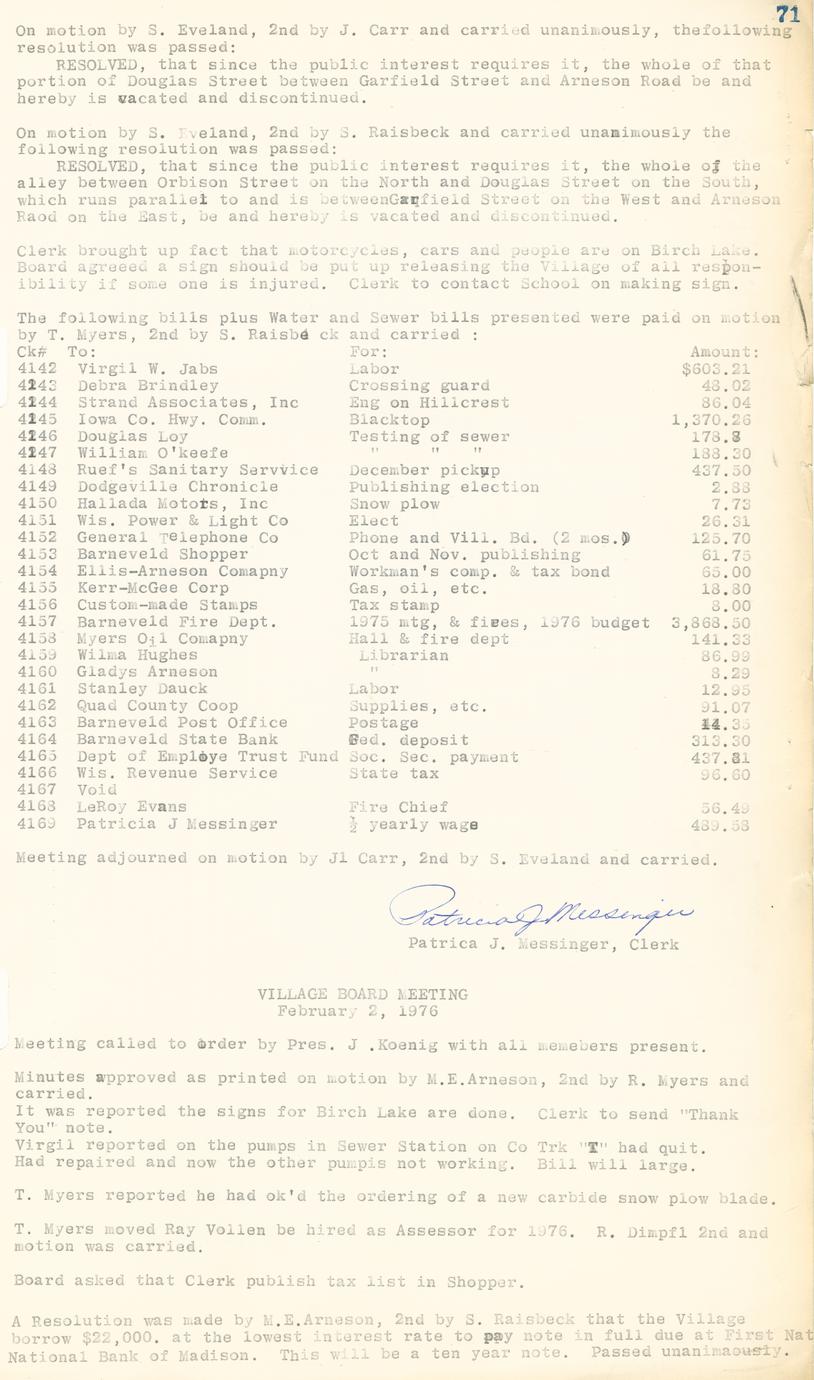 71
On motion by S. Eveland, 2nd by J. Carr and carried unanimously, thefollowing
resolution was passed:
RESOLVED, that since the public interest requires it, the whole of that
portion of Douglas Street between Garfield Street and Arneson Road be and
hereby is vacated and discontinued.
On motion by S. Eveland, 2nd by S. Raisbeck and carried unanimously the
following resolution was passed:
RESOLVED, that since the public interest requires it, the whole of the
alley between Orbison Street on the North and Douglas Street on the South,
which runs parallel to and is betweenGarfield Street on the West and Arneson
Raod on the East, be and hereby is vacated and discontinued.
Clerk brought up fact that motorcycles, cars and people are on Birch Lake.
Board agreeed a sign should be put up releasing the Village of all respon-
ibility if some one is injured. Clerk to contact School on making sign.
The following bills plus Water and Sewer bills presented were paid on motion
by T. Myers, 2nd by S. Raisbe ck and carried :
Ck# To: For: Amount:
4142 Virgil W. Jabs Labor $603.21
4143 Debra Brindley Crossing guard 48.02
4144 Strand Associates, Inc Eng on Hillcrest 86.04
4145 Iowa Co. Hwy. Comm. Blacktop 1,370.26
4146 Douglas Loy Testing of sewer 178.8
4147 William O'keefe " " " 188.30
4148 Ruef's Sanitary Servvice December pickup 437.50
4149 Dodgeville Chronicle Publishing election 2.88
4150 Hallada Motots, Inc Snow plow 7.73
4151 Wis. Power & Light Co Elect 26.31
4152 General Telephone Co Phone and Vill. Bd. (2 mos.) 125.70
4153 Barneveld Shopper Oct and Nov. publishing 61.75
4154 Ellis-Arneson Comapny Workman's comp. & tax bond 65.00
4155 Kerr-McGee Corp Gas, oil, etc. 18.80
4156 Custom-made Stamps Tax stamp 8.00
4157 Barneveld Fire Dept. 1975 mtg, & fires, 1976 budget 3,868.50
4158 Myers Oil Comapny Hall & fire dept 141.33
4159 Wilma Hughes Librarian 86.99
4160 Gladys Arneson " 8.29
4161 Stanley Dauck Labor 12.95
4162 Quad County Coop Supplies, etc. 91.07
4163 Barneveld Post Office Postage 14.35
4164 Barneveld State Bank Fed. deposit 313.30
4165 Dept of Employe Trust Fund Soc. Sec. payment 437.81
4166 Wis. Revenue Service State tax 96.60
4167 Void
4168 LeRoy Evans Fire Chief 56.49
4169 Patricia J Messinger ½ yearly wage 489.58
Meeting adjourned on motion by Jl Carr, 2nd by S. Eveland and carried.
Patricia J Messinger
Patrica J. Messinger, Clerk
VILLAGE BOARD MEETING
February 2, 1976
Meeting called to order by Pres. J .Koenig with all memebers present.
Minutes approved as printed on motion by M.E.Arneson, 2nd by R. Myers and
carried.
It was reported the signs for Birch Lake are done. Clerk to send "Thank
You" note.
Virgil reported on the pumps in Sewer Station on Co Trk "T" had quit.
Had repaired and now the other pumpis not working. Bill will large.
T. Myers reported he had ok'd the ordering of a new carbide snow plow blade.
T. Myers moved Ray Vollen be hired as Assessor for 1976. R. Dimpfl 2nd and
motion was carried.
Board asked that Clerk publish tax list in Shopper.
A Resolution was made by M.E.Arneson, 2nd by S. Raisbeck that the Village
borrow $22,000. at the lowest interest rate to pay note in full due at First Nat
National Bank of Madison. This will be a ten year note. Passed unanimaously.